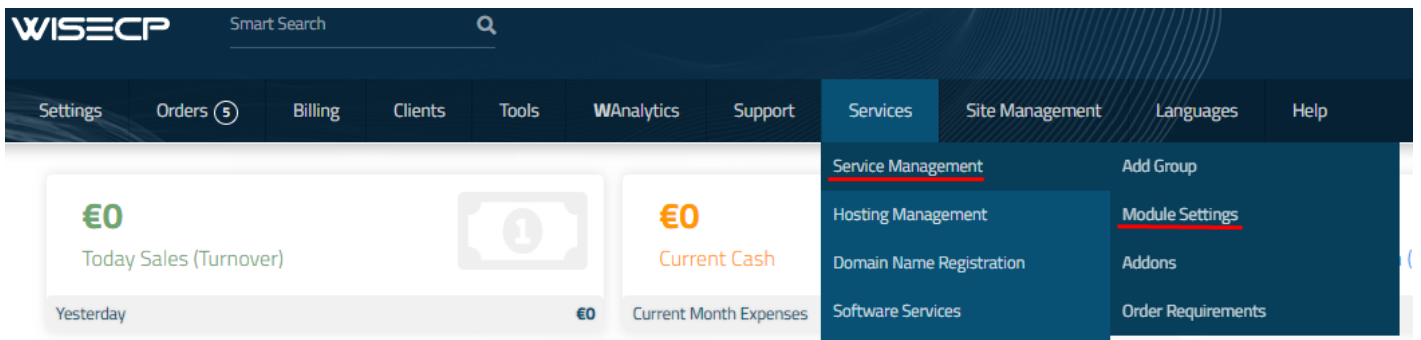 WISECP
Smart Search
Settings
Orders 5
Billing
Clients
Tools
WAnalytics
Support
Services
Site Management
Languages
Help
Service Management
Add Group
€0
Today Sales (Turnover)
1
Yesterday
€0
€0
Current Cash
Current Month Expenses
Hosting Management
Module Settings
Domain Name Registration
Addons
Software Services
Order Requirements
(